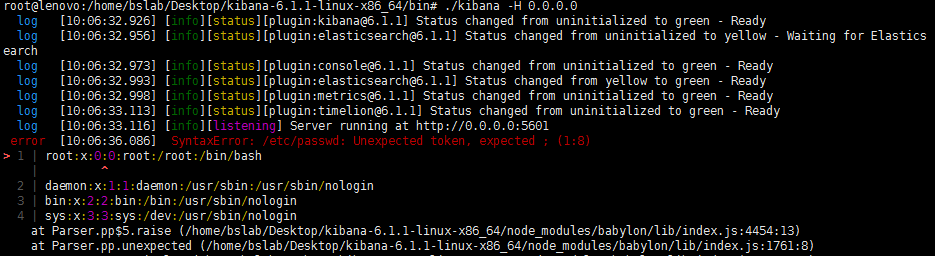 root@lenovo:/home/bslab/Desktop/kibana-6.1.1-linux-x86_64/bin# ./kibana -H 0.0.0.0
log [10:06:32.926] [info][status][plugin:kibana@6.1.1] Status changed from uninitialized to green - Ready
log [10:06:32.956] [info][status][plugin:elasticsearch@6.1.1] Status changed from uninitialized to yellow - Waiting for Elastics
earch
log [10:06:32.973] [info][status][plugin:console@6.1.1] Status changed from uninitialized to green - Ready
log [10:06:32.993] [info][status][plugin:elasticsearch@6.1.1] Status changed from yellow to green - Ready
log [10:06:32.998] [info][status][plugin:metrics@6.1.1] Status changed from uninitialized to green - Ready
log [10:06:33.113] [info][status][plugin:timelion@6.1.1] Status changed from uninitialized to green - Ready
log [10:06:33.116] [info][listening] Server running at http://0.0.0.0:5601
error [10:06:36.086] SyntaxError: /etc/passwd: Unexpected token, expected ; (1:8)
> 1 | root:x:0:0:root:/root:/bin/bash
| ^
2 | daemon:x:1:1:daemon:/usr/sbin:/usr/sbin/nologin
3 | bin:x:2:2:bin:/bin:/usr/sbin/nologin
4 | sys:x:3:3:sys:/dev:/usr/sbin/nologin
at Parser.pp$5.raise (/home/bslab/Desktop/kibana-6.1.1-linux-x86_64/node_modules/babylon/lib/index.js:4454:13)
at Parser.pp.unexpected (/home/bslab/Desktop/kibana-6.1.1-linux-x86_64/node_modules/babylon/lib/index.js:1761:8)